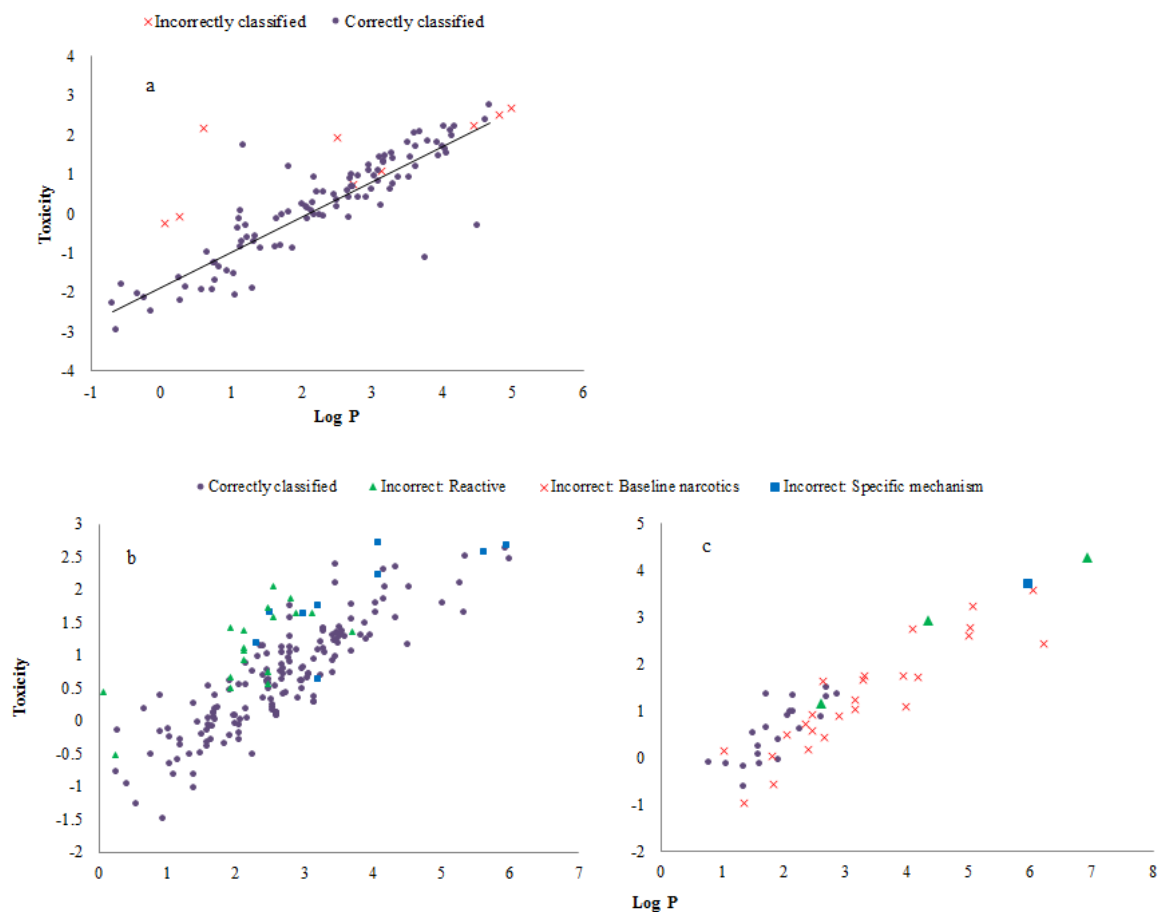 Incorrectly classified Correctly classified
4
3
2
1
0
-1
-2
-3
-4
a
Toxicity
-1 0 1 2 3 4 5 6
Log P
Correctly classified Incorrect: Reactive Incorrect: Baseline narcotics Incorrect: Specific mechanism
3
2.5
2
1.5
1
0.5
0
-0.5
-1
-1.5
-2
b
Toxicity
0 1 2 3 4 5 6 7
5
4
3
2
1
0
-1
-2
c
0 1 2 3 4 5 6 7 8
Log P